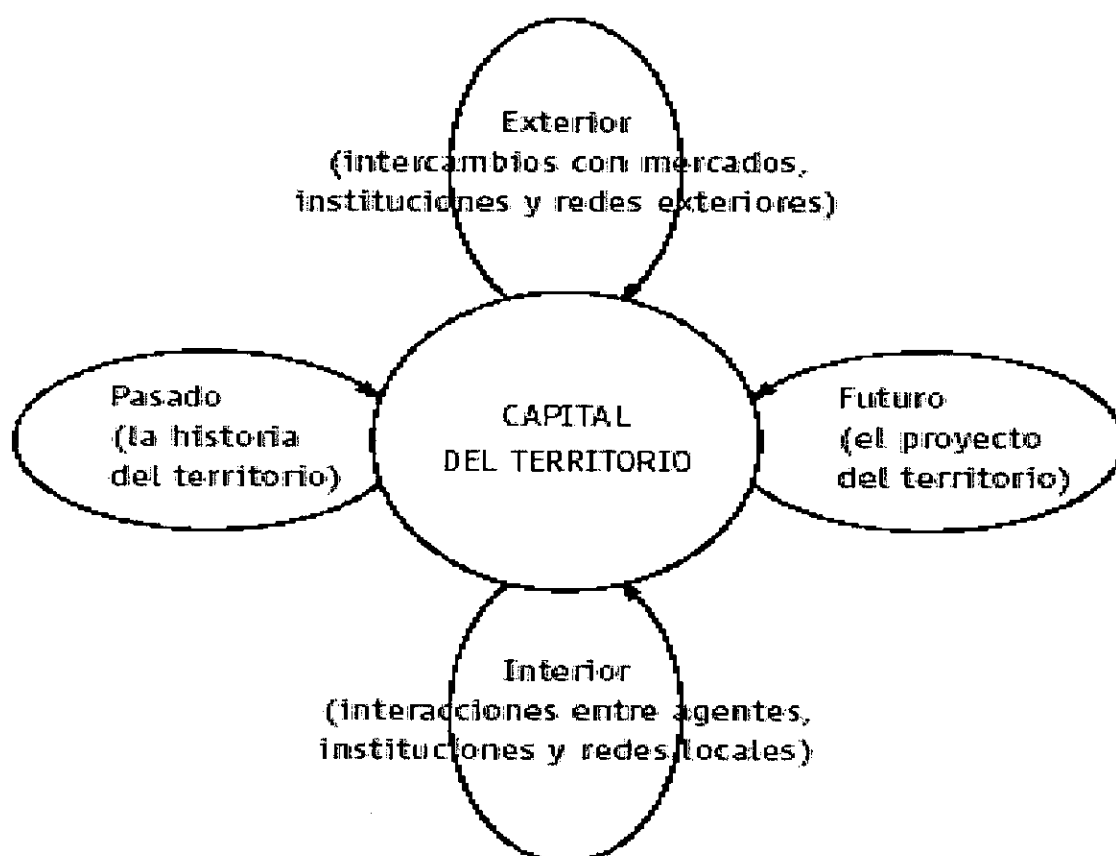 Exterior
(intercambios con mercados,
instituciones y redes exteriores)
Pasado
(la historia
del territorio)
CAPITAL
DEL TERRITORIO
Futuro
(el proyecto
del territorio)
Interior
(interacciones entre agentes,
instituciones y redes locales)